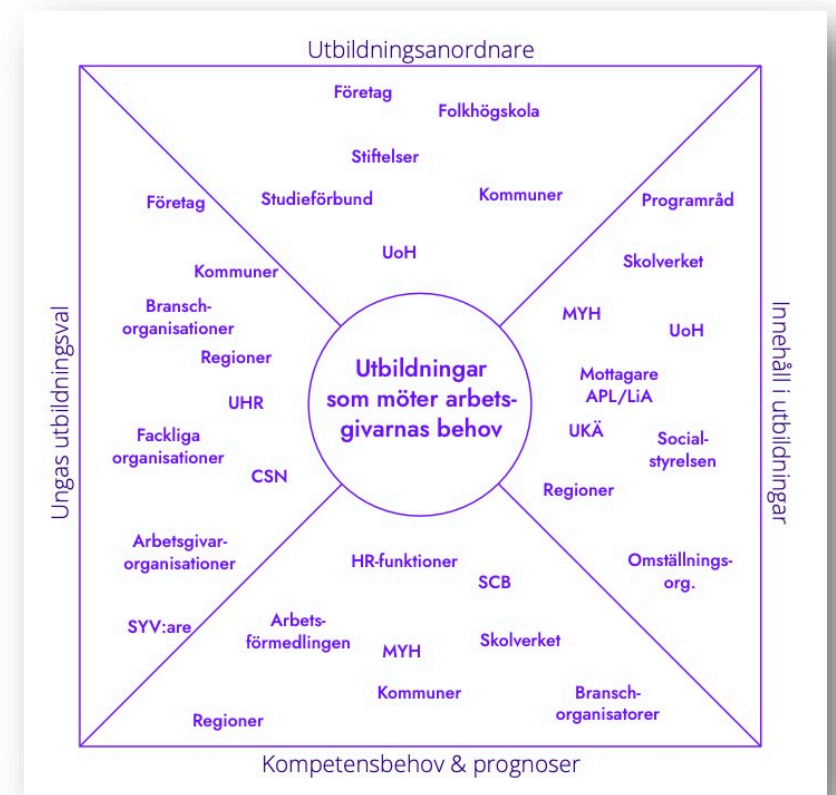 Utbildningsanordnare
Företag
Folkhögskola
Stiftelser
Studieförbund
Kommuner
UoH
Ungas utbildningsval
Företag
Kommuner
Bransch-
organisationer
Regioner
UHR
Fackliga
organisationer
CSN
Arbetsgivar-
organisationer
SYV:are
Utbildningar
som möter arbets-
givarnas behov
Innehåll i utbildningar
Programråd
Skolverket
MYH
UoH
Mottagare
APL/LiA
UKÄ
Social-
styrelsen
Regioner
Omställnings-
org.
HR-funktioner
SCB
Arbets-
förmedlingen
MYH
Skolverket
Kommuner
Bransch-
organisatorer
Regioner
Kompetensbehov & prognoser